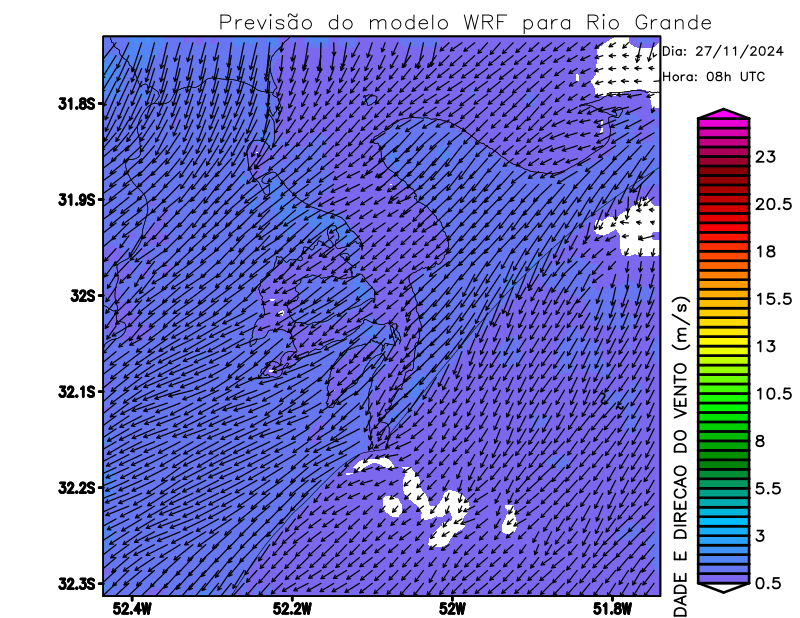 Previsão do modelo WRF para Rio Grande
Dia: 27/11/2024
Hora: 08h UTC
31.8S
31.9S
32S
32.1S
32.2S
32.3S
52.4W 52.2W 52W 51.8W
23
20.5
18
15.5
13
10.5
8
5.5
3
0.5
DADE E DIRECAO DO VENTO (m/s)